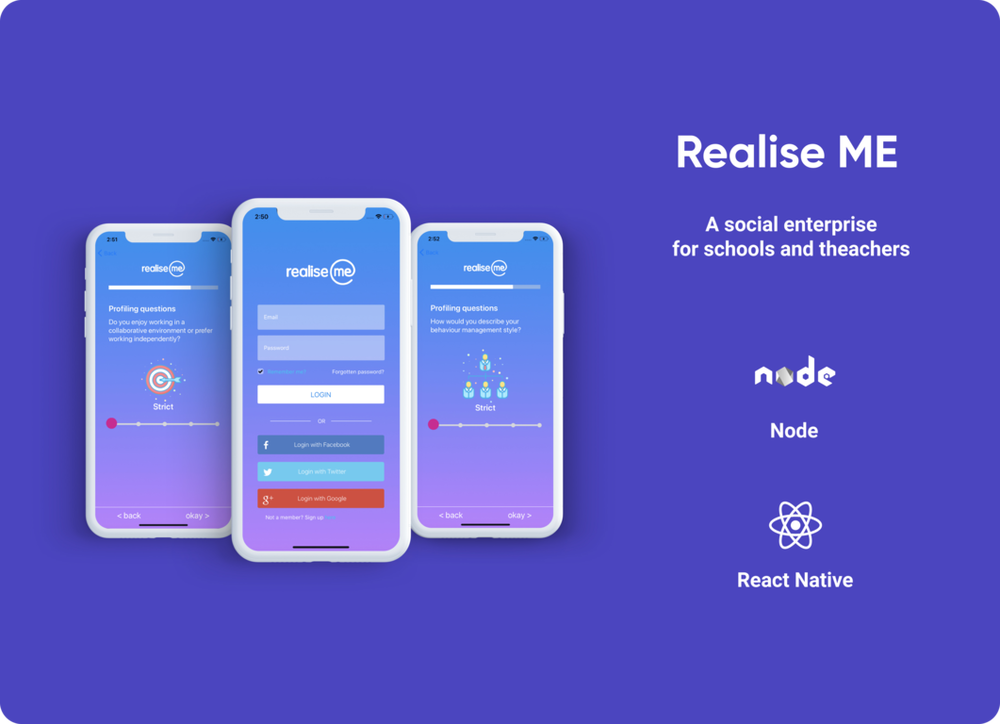 Realise ME
A social enterprise
for schools and theachers
node
Node
React Native
2:51
< Back
realise me
Profiling questions
Do you enjoy working in a
collaborative environment or prefer
working independently?
Strict
< back
okay >
2:50
realise me
Email
Password
Remember me?
Forgotten password?
LOGIN
OR
f
Login with Facebook
Login with Twitter
g+
Login with Google
Not a member? Sign up
2:52
realise me
Profiling questions
How would you describe your
behaviour management style?
Strict
< back
okay >